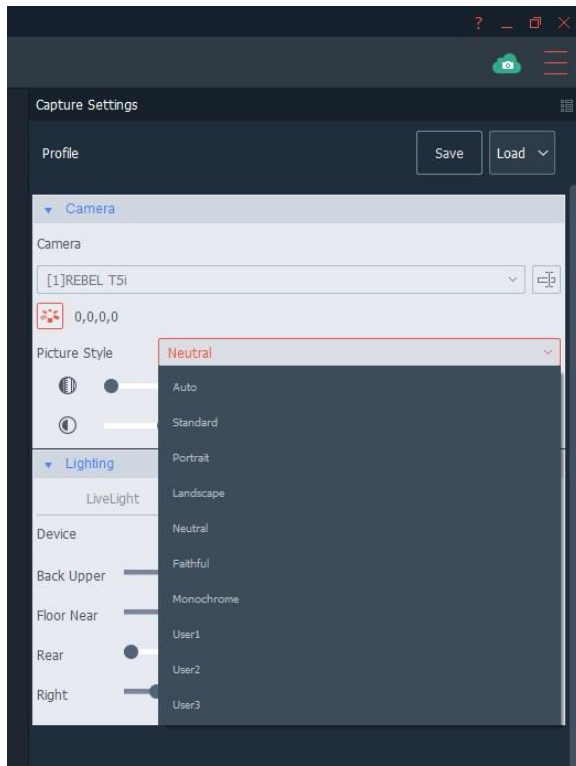 ?
Capture Settings
Profile
Save
Load
Camera
Camera
[1]REBEL T5i
0,0,0,0
Picture Style
Neutral
Auto
Standard
Portrait
Landscape
Neutral
Faithful
Monochrome
User1
User2
User3
Lighting
LiveLight
Device
Back Upper
Floor Near
Rear
Right